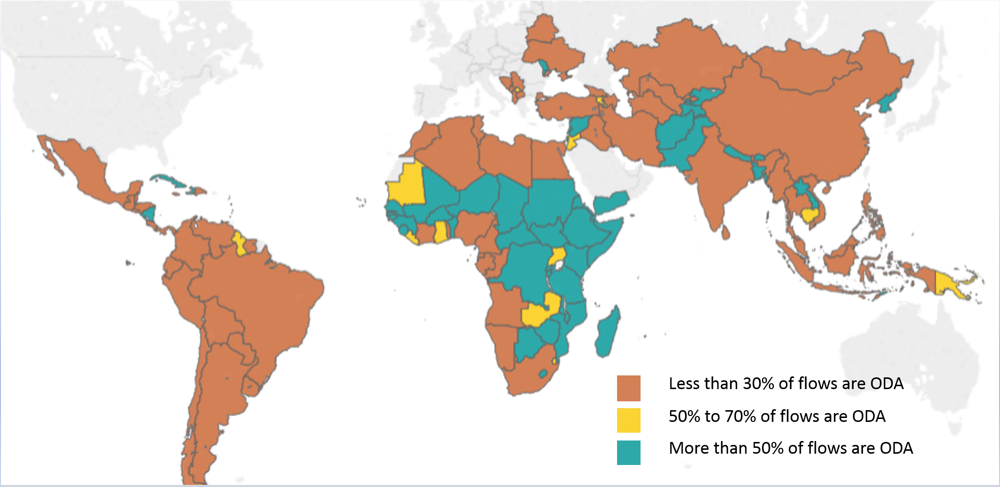 Less than 30% of flows are ODA
50% to 70% of flows are ODA
More than 50% of flows are ODA